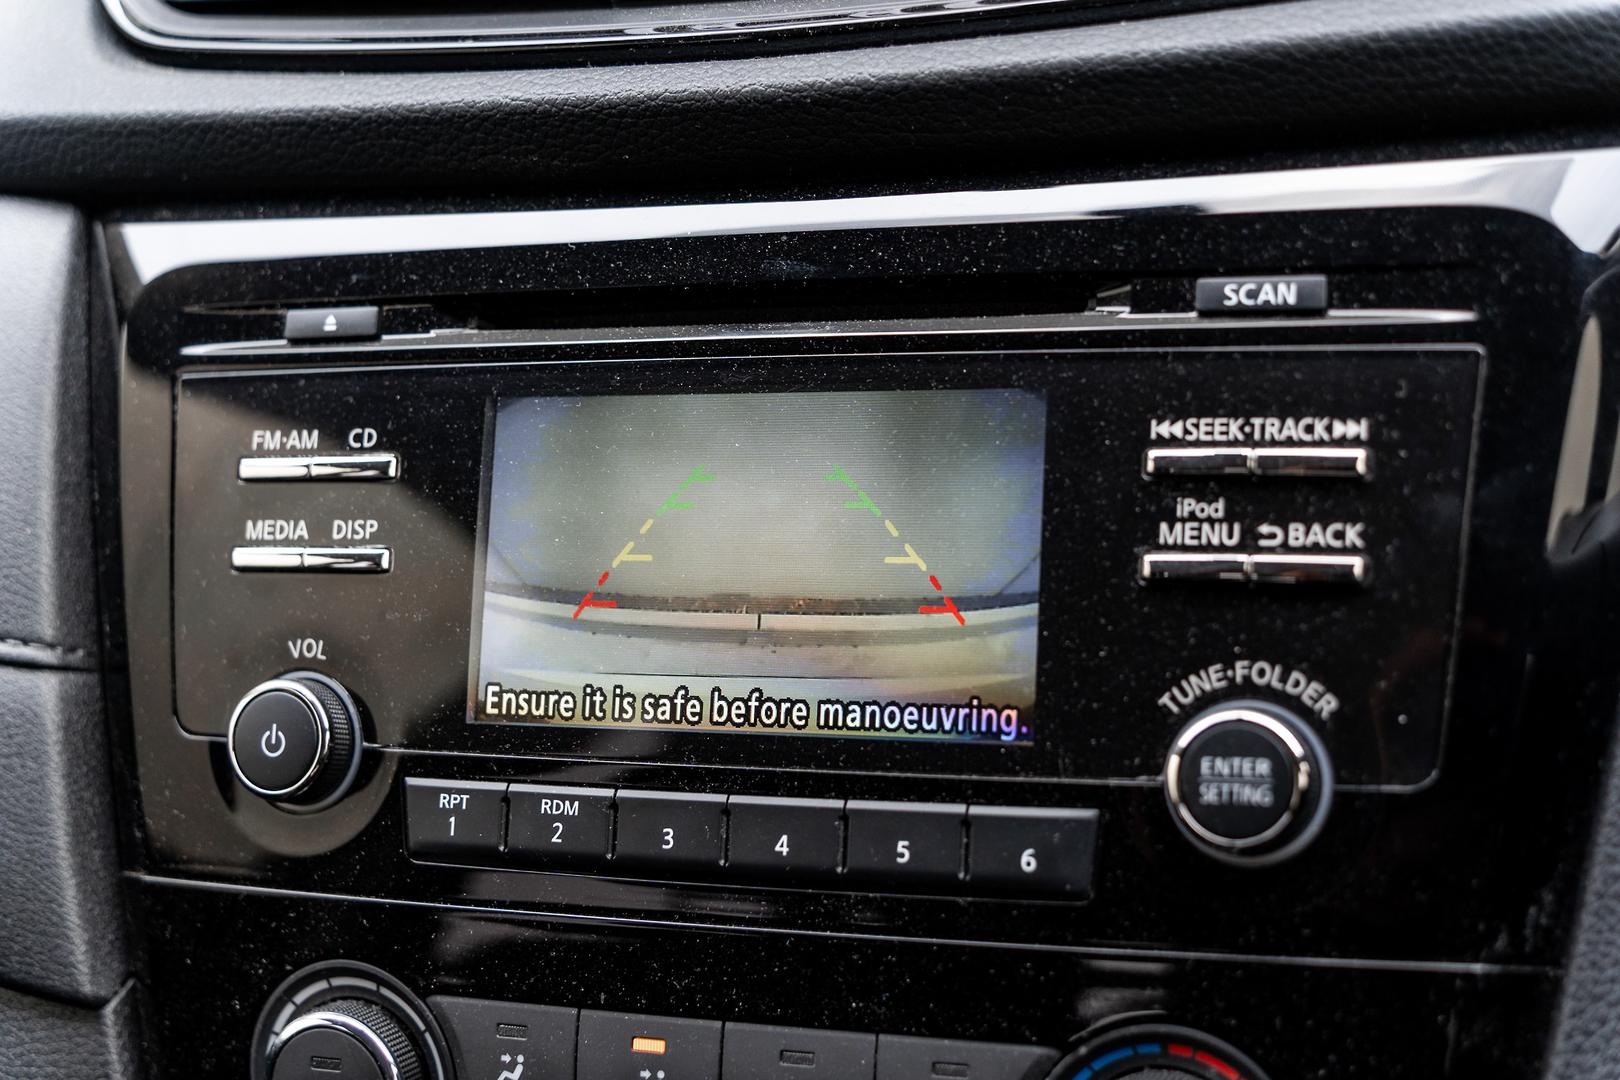 SCAN
FM·AM CD
SEEK·TRACK
iPod
MEDIA DISP
MENU BACK
Ensure it is safe before manoeuvring.
VOL
TUNE·FOLDER
ENTER
SETTING
RPT RDM
1 2 3 4 5 6